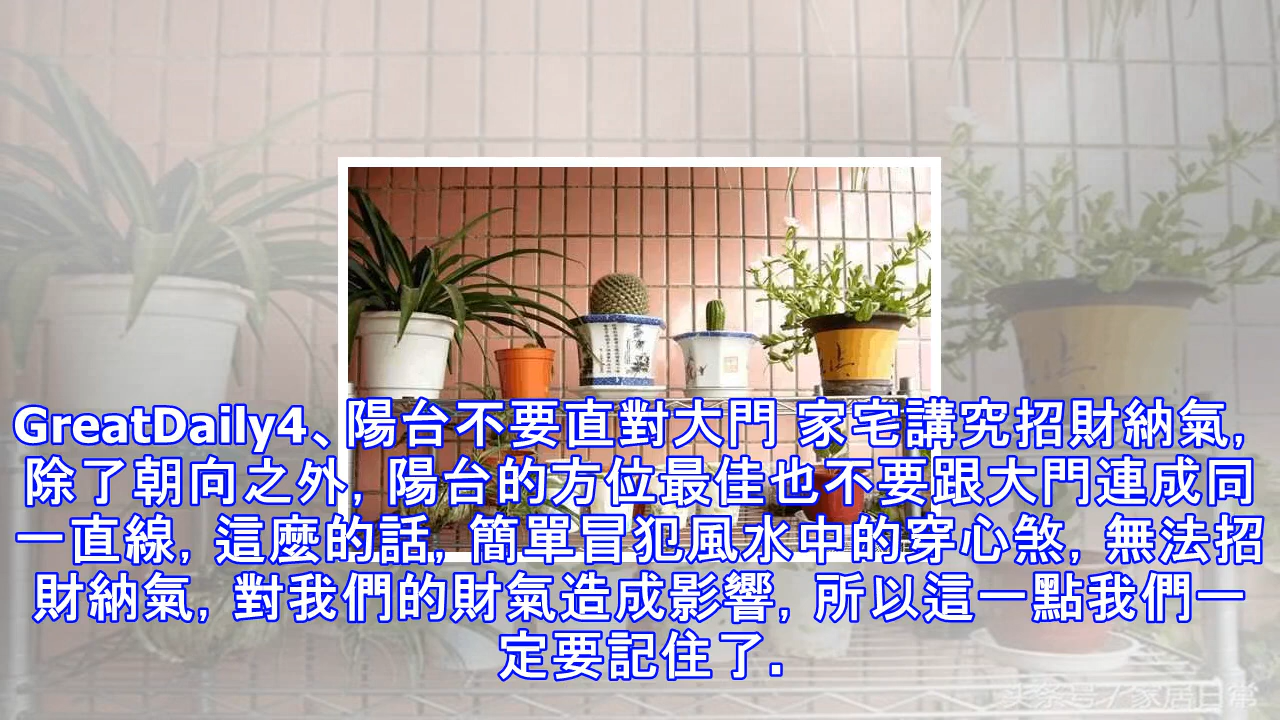 GreatDaily4、陽台不要直對大門 家宅講究招財納氣,
除了朝向之外, 陽台的方位最佳也不要跟大門連成同
一直線, 這麼的話, 簡單冒犯風水中的穿心煞, 無法招
財納氣, 對我們的財氣造成影響, 所以這一點我們一
定要記住了.
头条号 / 家居日常